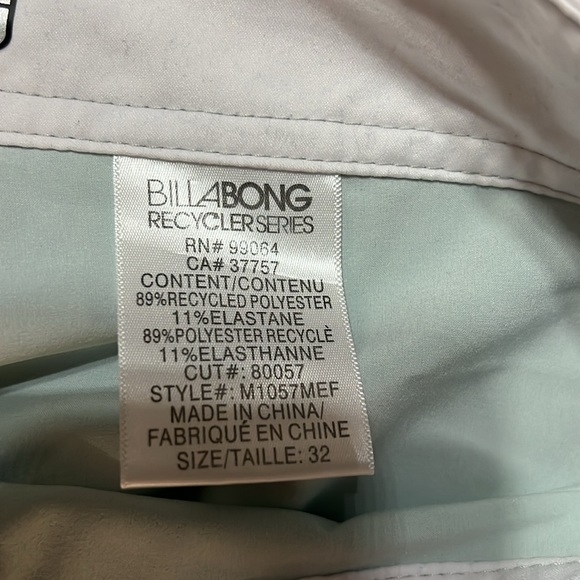 BILLABONG
RECYCLERSERIES
RN# 99064
CA# 37757
CONTENT/CONTENU
89%RECYCLED POLYESTER
11%ELASTANE
89%POLYESTER RECYCLÈ
11%ELASTHANNE
CUT#: 80057
STYLE#: M1057MEF
MADE IN CHINA/
FABRIQUÉ EN CHINE
SIZE/TAILLE: 32